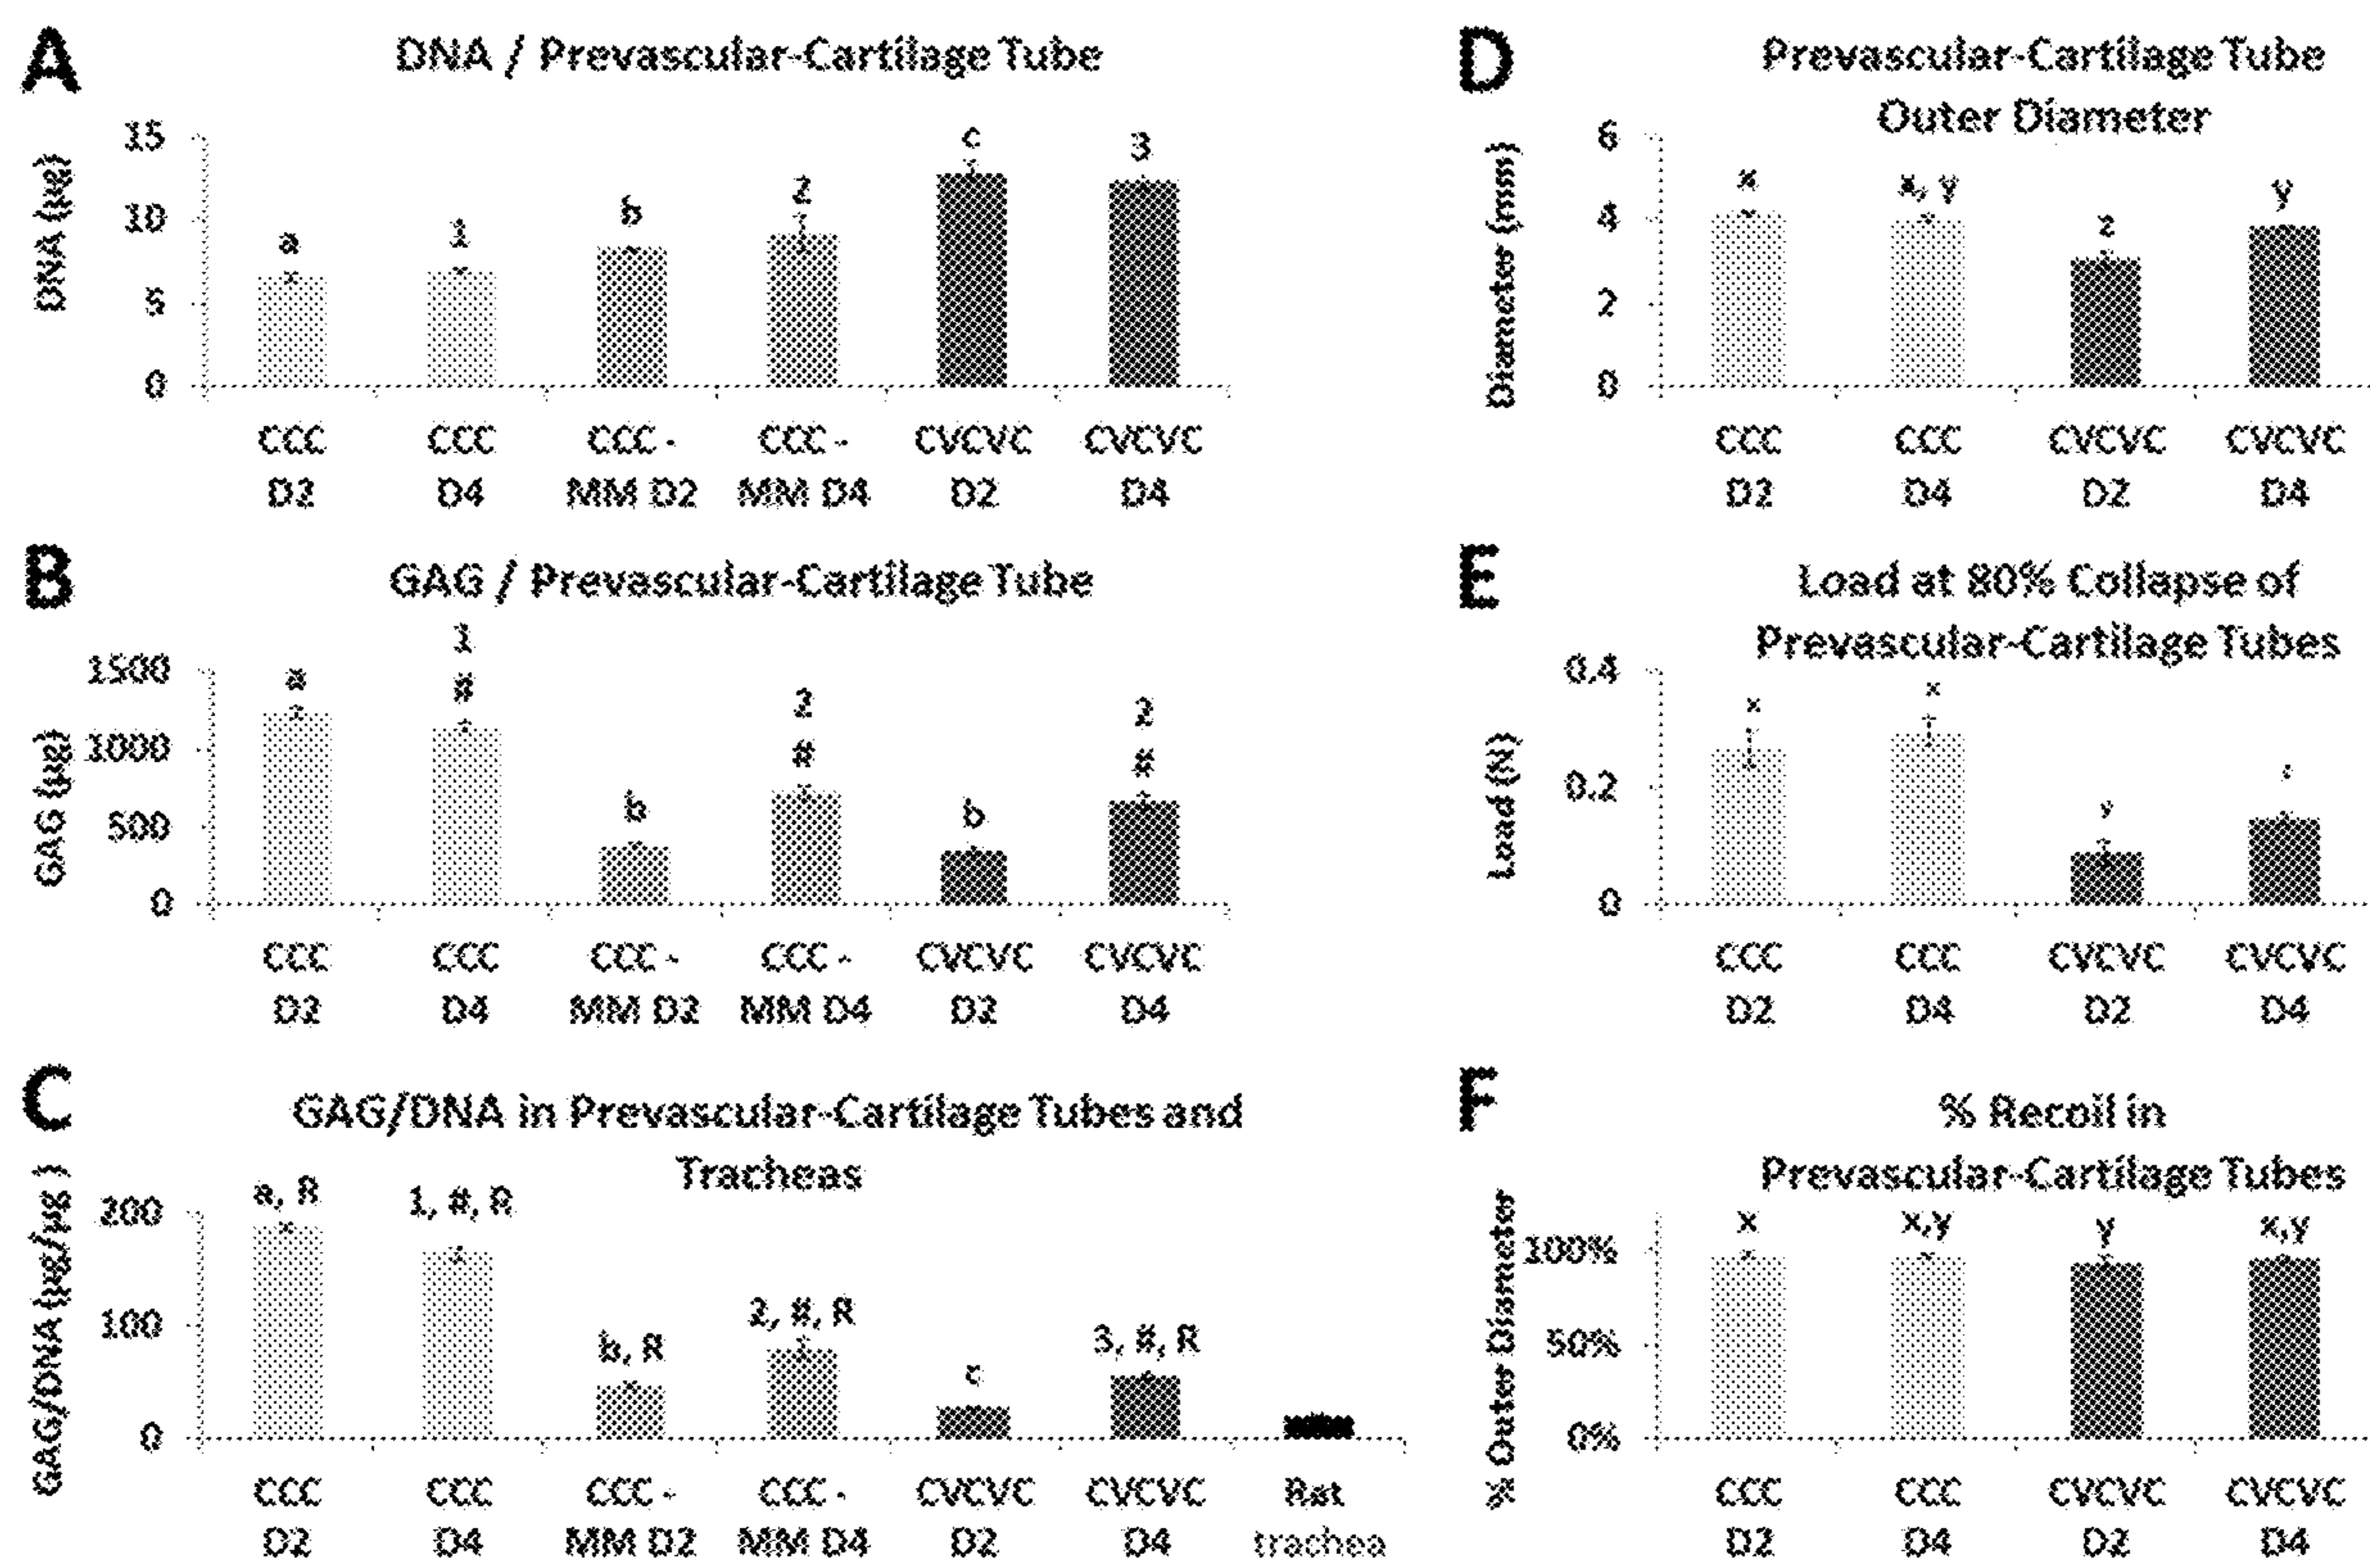 A
DNA / Prevascular-Cartilage Tube
DNA (µg)
15
10
5
0
a
1
b
2
c
3
CCC CCC CCC - CCC - CVCVC CVCVC
D2 D4 MM D2 MM D4 D2 D4
B
GAG / Prevascular-Cartilage Tube
GAG (µg)
1500
1000
500
0
a
1
#
b
2
#
b
2
#
CCC CCC CCC - CCC - CVCVC CVCVC
D2 D4 MM D2 MM D4 D2 D4
C
GAG/DNA in Prevascular-Cartilage Tubes and
Tracheas
GAG/DNA (µg/µg )
200
100
0
a, R
1, #, R
b, R
2, #, R
c
3, #, R
CCC CCC CCC - CCC - CVCVC CVCVC Rat
D2 D4 MM D2 MM D4 D2 D4 trachea
D
Prevascular-Cartilage Tube
Outer Diameter
Diameter (mm)
6
4
2
0
x
x, y
z
y
CCC CCC CVCVC CVCVC
D2 D4 D2 D4
E
Load at 80% Collapse of
Prevascular-Cartilage Tubes
Load (N)
0.4
0.2
0
x
x
y
CCC CCC CVCVC CVCVC
D2 D4 D2 D4
F
% Recoil in
Prevascular-Cartilage Tubes
% Outer Diameter
100%
50%
0%
x
x,y
y
x,y
CCC CCC CVCVC CVCVC
D2 D4 D2 D4